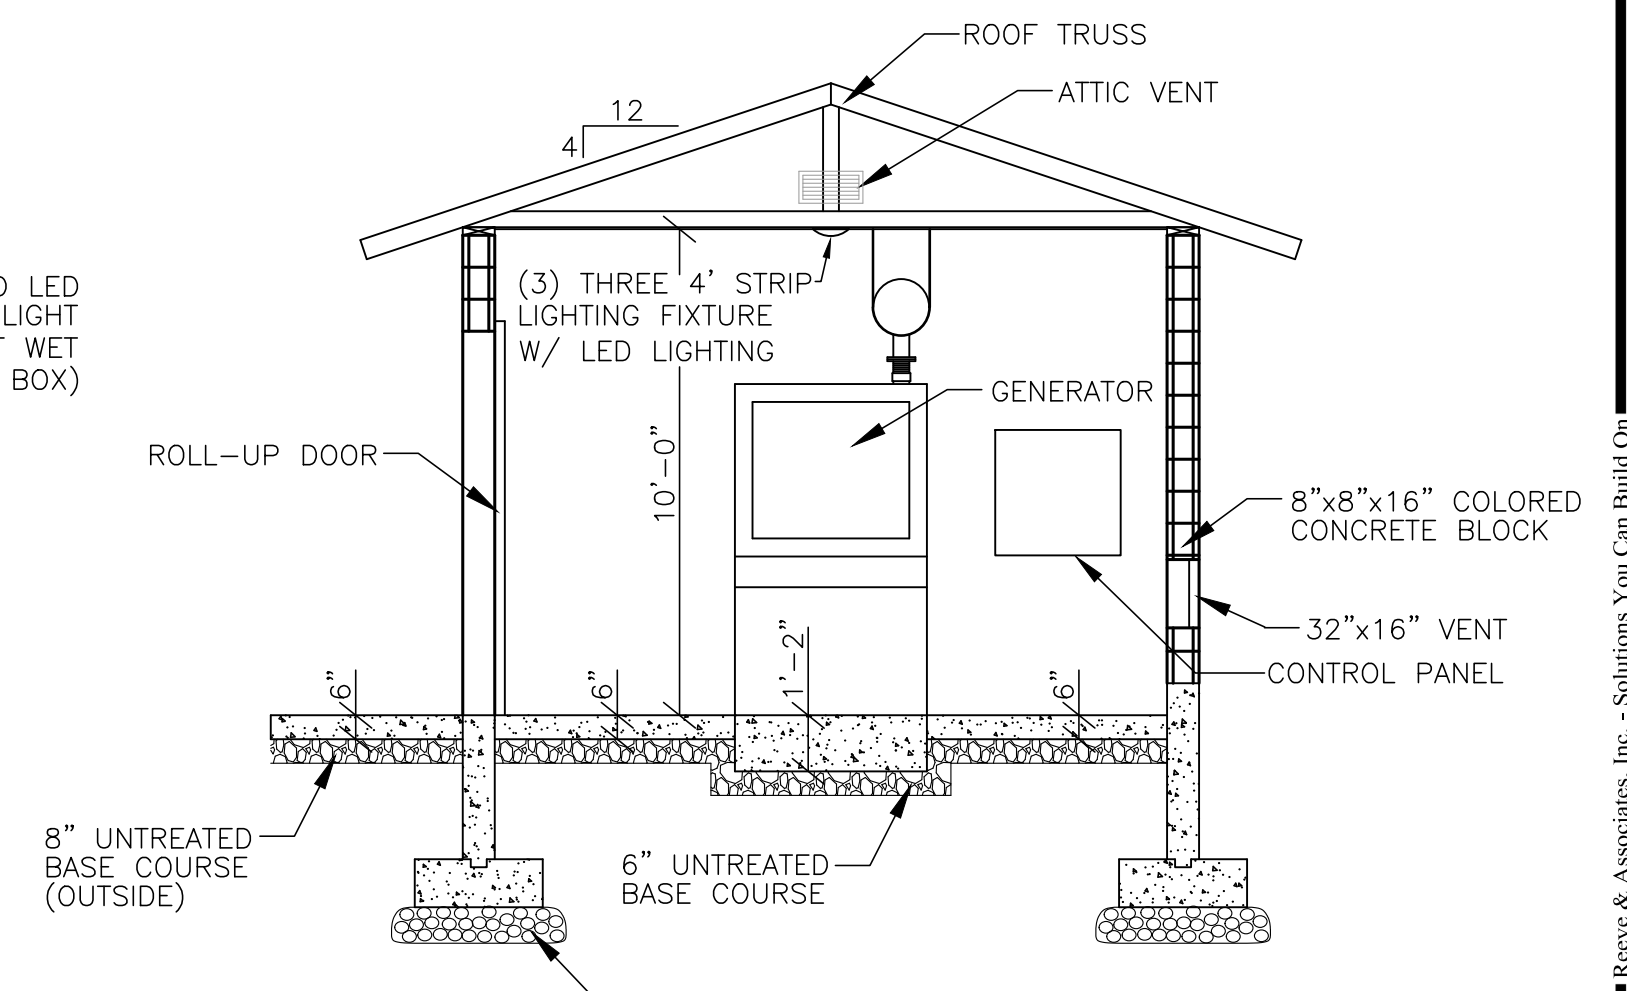 ROOF TRUSS
ATTIC VENT
12
4
LED
LIGHT
WET
BOX)
(3) THREE 4' STRIP
LIGHTING FIXTURE
W/ LED LIGHTING
GENERATOR
10'-0"
ROLL-UP DOOR
8"x8"x16" COLORED
CONCRETE BLOCK
32"x16" VENT
CONTROL PANEL
6"
6"
1'-2"
6"
8" UNTREATED
BASE COURSE
(OUTSIDE)
6" UNTREATED
BASE COURSE
Reeve & Associates, Inc. - Solutions You Can Build On